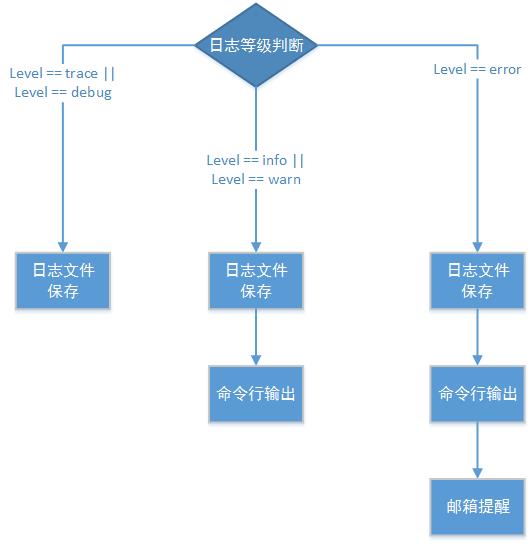 日志等级判断
Level == trace ||
Level == debug
Level == error
Level == info ||
Level == warn
日志文件
保存
日志文件
保存
日志文件
保存
命令行输出
命令行输出
邮箱提醒